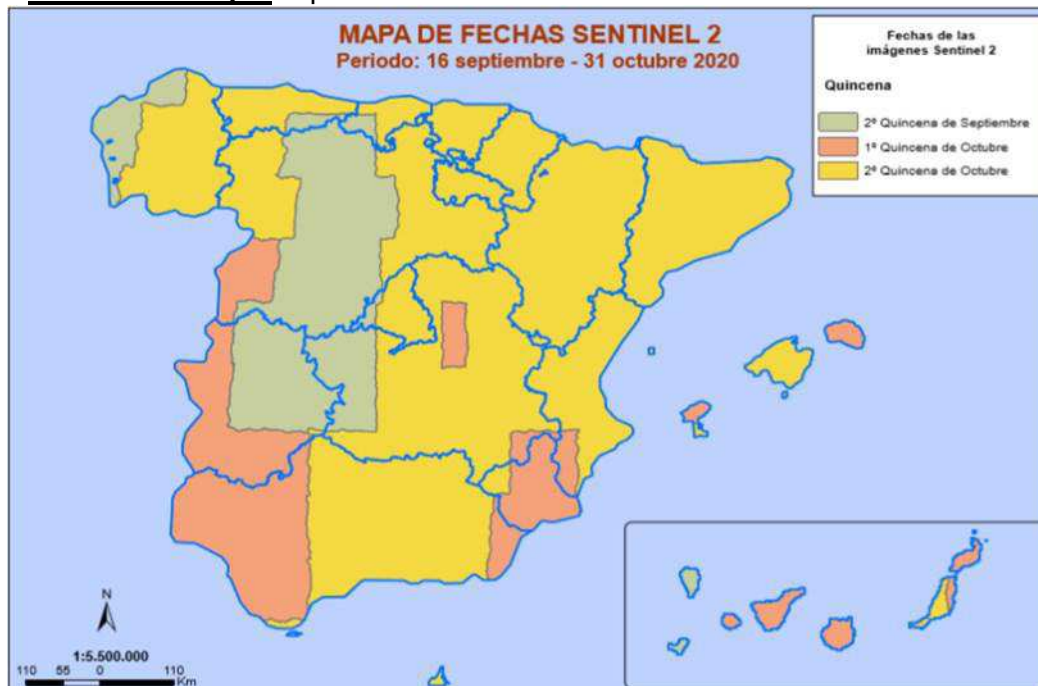 MAPA DE FECHAS SENTINEL 2
Periodo: 16 septiembre - 31 octubre 2020
Fechas de las
imágenes Sentinel 2
Quincena
2ª Quincena de Septiembre
1ª Quincena de Octubre
2ª Quincena de Octubre
N
1:5.500.000
110 55 0 110
Km